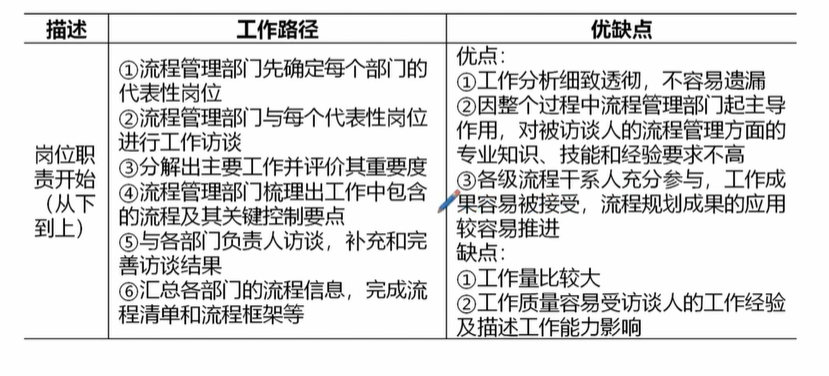 描述
工作路径
优缺点
岗位职
责开始
（从下
到上）
①流程管理部门先确定每个部门的
代表性岗位
②流程管理部门与每个代表性岗位
进行工作访谈
③分解出主要工作并评价其重要度
④流程管理部门梳理出工作中包含
的流程及其关键控制要点
⑤与各部门负责人访谈，补充和完
善访谈结果
⑥汇总各部门的流程信息，完成流
程清单和流程框架等
优点：
①工作分析细致透彻，不容易遗漏
②因整个过程中流程管理部门起主导
作用，对被访谈人的流程管理方面的
专业知识、技能和经验要求不高
③各级流程干系人充分参与，工作成
果容易被接受，流程规划成果的应用
较容易推进
缺点：
①工作量比较大
②工作质量容易受访谈人的工作经验
及描述工作能力影响